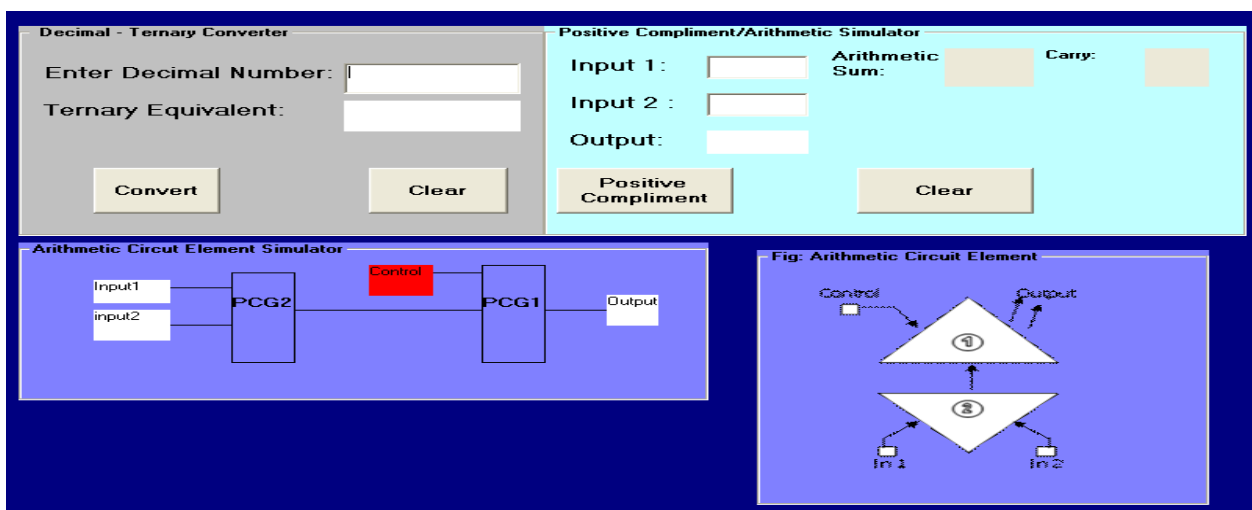 Decimal - Ternary Converter
Enter Decimal Number:
Ternary Equivalent:
Convert
Clear
Positive Compliment/Arithmetic Simulator
Input 1:
Arithmetic Sum:
Carry:
Input 2 :
Output:
Positive Compliment
Clear
Arithmetic Circut Element Simulator
Input1
input2
PCG2
Control
PCG1
Output
Fig: Arithmetic Circuit Element
Control
Output
1
2
In 1
In 2